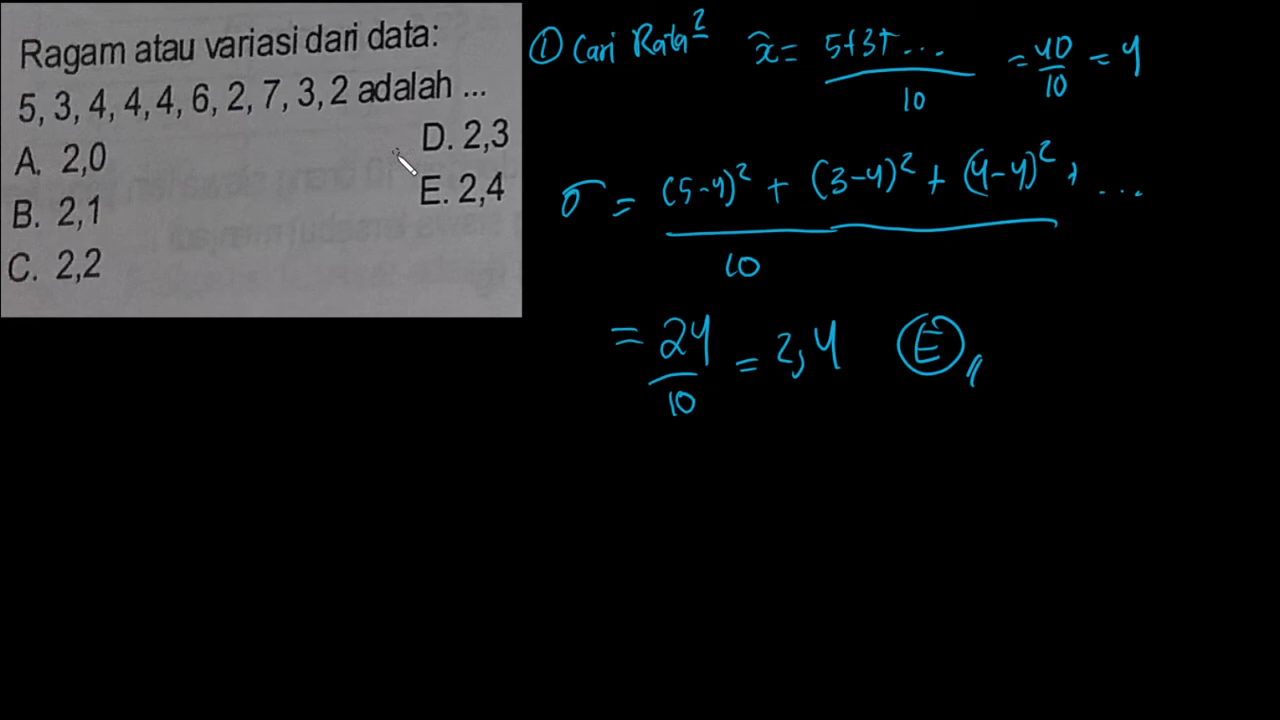 Ragam atau variasi dari data:
5, 3, 4, 4, 4, 6, 2, 7, 3, 2 adalah ...
A. 2,0
B. 2,1
C. 2,2
D. 2,3
E. 2,4
① Cari Rata² x̄ = 5+3+... / 10 = 40/10 = 4
σ = (5-4)² + (3-4)² + (4-4)² + ... / 10
= 24/10 = 2,4 Ⓔ